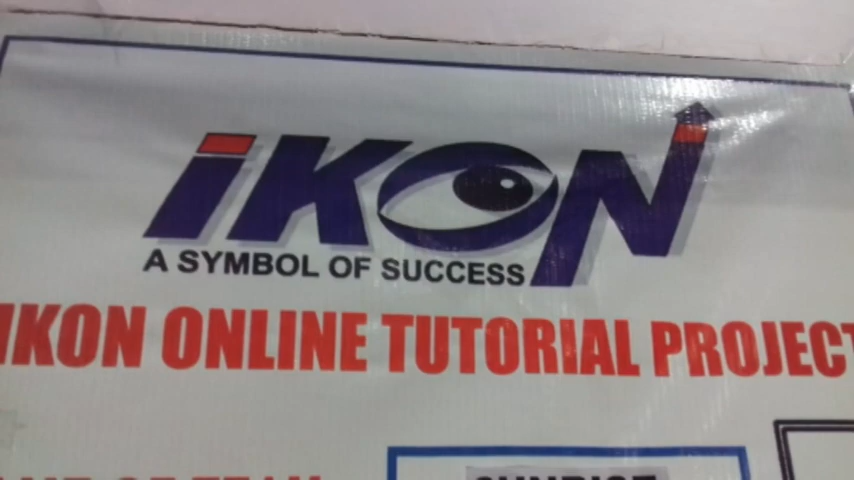 iKON
A SYMBOL OF SUCCESS
IKON ONLINE TUTORIAL PROJECT